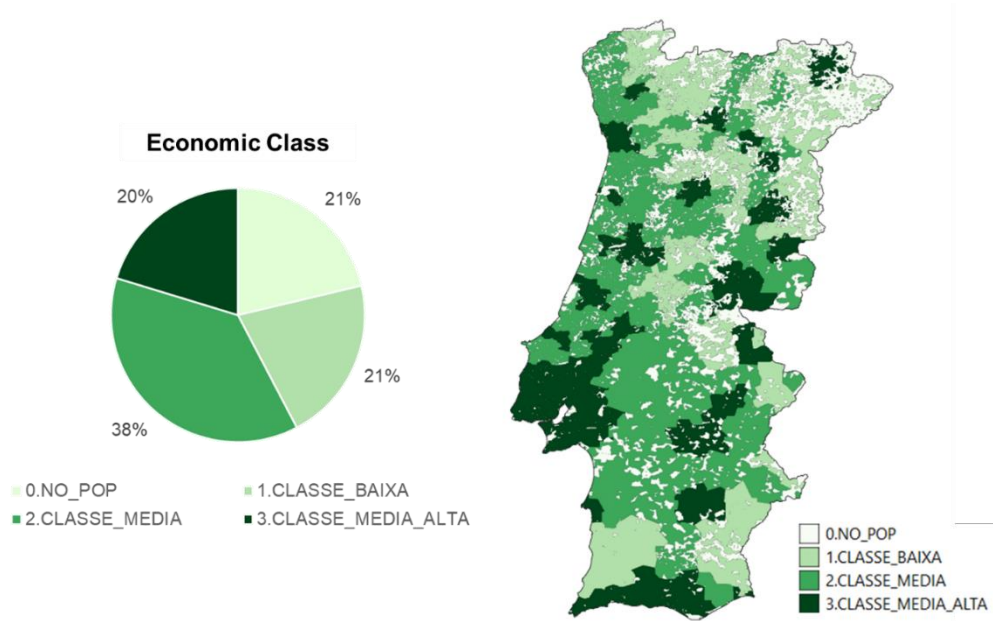 Economic Class
20%
21%
21%
38%
0.NO_POP
1.CLASSE_BAIXA
2.CLASSE_MEDIA
3.CLASSE_MEDIA_ALTA
0.NO_POP
1.CLASSE_BAIXA
2.CLASSE_MEDIA
3.CLASSE_MEDIA_ALTA